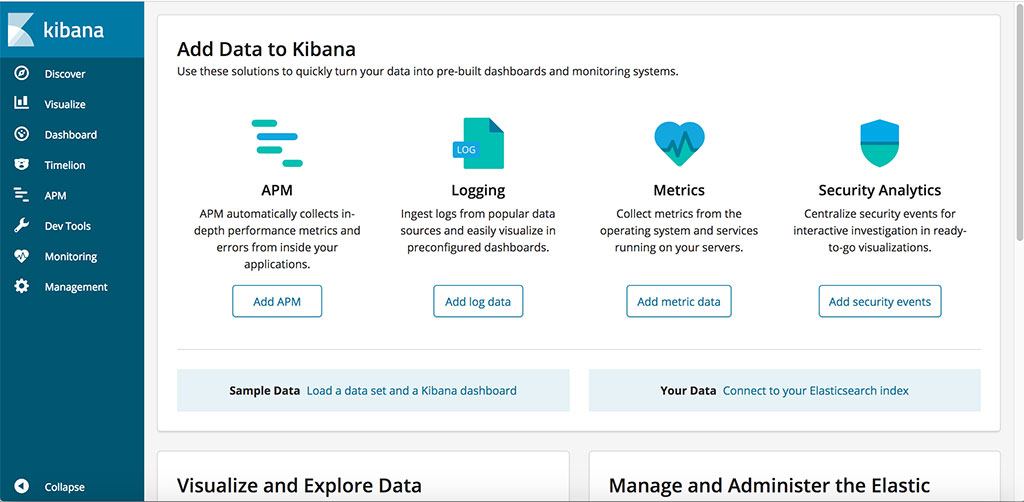 kibana
Discover
Visualize
Dashboard
Timelion
APM
Dev Tools
Monitoring
Management
Collapse
Add Data to Kibana
Use these solutions to quickly turn your data into pre-built dashboards and monitoring systems.
APM
APM automatically collects in-
depth performance metrics and
errors from inside your
applications.
Add APM
LOG
Logging
Ingest logs from popular data
sources and easily visualize in
preconfigured dashboards.
Add log data
Metrics
Collect metrics from the
operating system and services
running on your servers.
Add metric data
Security Analytics
Centralize security events for
interactive investigation in ready-
to-go visualizations.
Add security events
Sample Data Load a data set and a Kibana dashboard
Your Data Connect to your Elasticsearch index
Visualize and Explore Data
Manage and Administer the Elastic